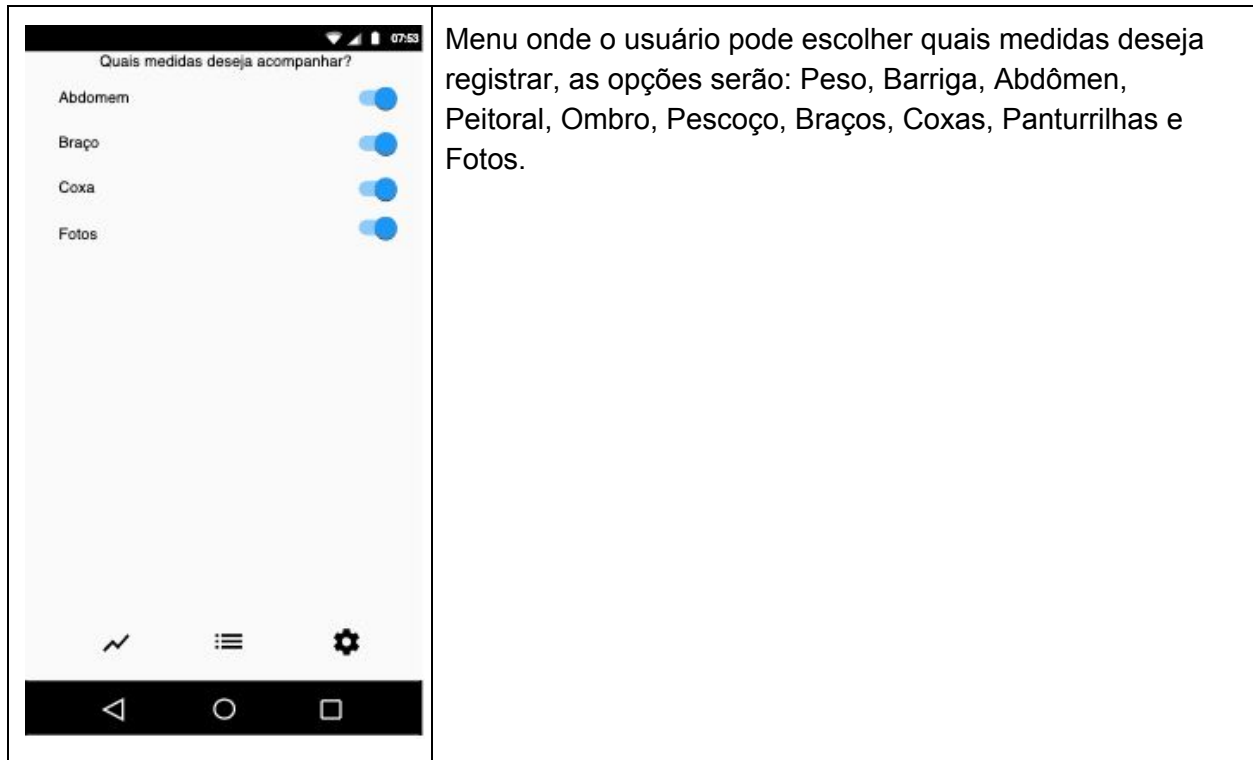 07:53
Quais medidas deseja acompanhar?
Abdomem
Braço
Coxa
Fotos
Menu onde o usuário pode escolher quais medidas deseja
registrar, as opções serão: Peso, Barriga, Abdômen,
Peitoral, Ombro, Pescoço, Braços, Coxas, Panturrilhas e
Fotos.